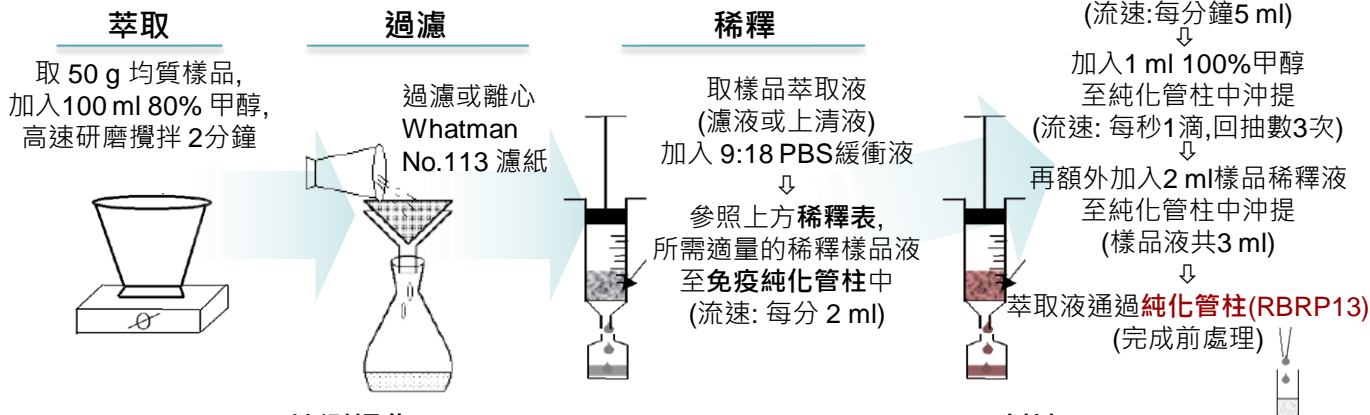 萃取
取 50 g 均質樣品,
加入100 ml 80% 甲醇,
高速研磨攪拌 2分鐘
過濾
過濾或離心
Whatman
No.113 濾紙
稀釋
取樣品萃取液
(濾液或上清液)
加入 9:18 PBS緩衝液
⇩
參照上方稀釋表,
所需適量的稀釋樣品液
至免疫純化管柱中
(流速: 每分 2 ml)
(流速:每分鐘5 ml)
⇩
加入1 ml 100%甲醇
至純化管柱中沖提
(流速: 每秒1滴,回抽數3次)
⇩
再額外加入2 ml樣品稀釋液
至純化管柱中沖提
(樣品液共3 ml)
⇩
萃取液通過純化管柱(RBRP13)
(完成前處理)